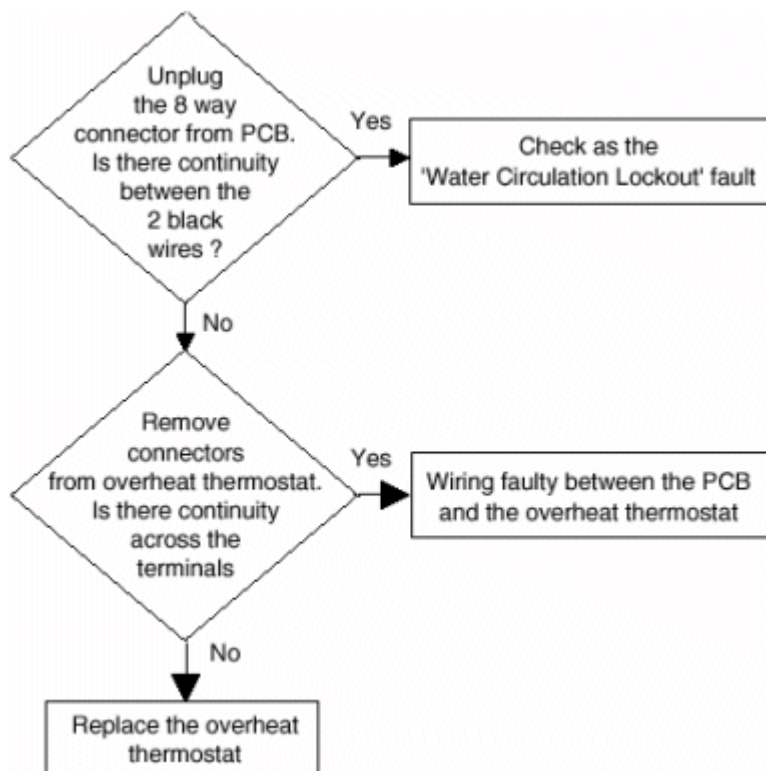 Unplug
the 8 way
connector from PCB.
Is there continuity
between the
2 black
wires ?
Yes
Check as the
'Water Circulation Lockout' fault
No
Remove
connectors
from overheat thermostat.
Is there continuity
across the
terminals
Yes
Wiring faulty between the PCB
and the overheat thermostat
No
Replace the overheat
thermostat